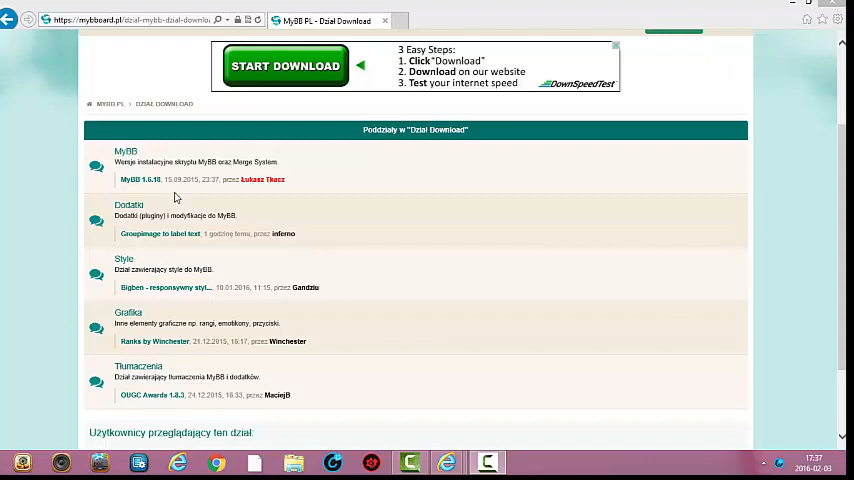 https://mybboard.pl/dzial-mybb-dzial-downlo
MyBB PL - Dział Download
START DOWNLOAD
3 Easy Steps:
1. Click"Download"
2. Download on our website
3. Test your internet speed
DownSpeedTest
MYBB PL > DZIAŁ DOWNLOAD
Poddziały w "Dział Download"
MyBB
Wersje instalacyjne skryptu MyBB oraz Merge System.
MyBB 1.6.18, 15.09.2015, 23:37, przez Łukasz Tkacz
Dodatki
Dodatki (pluginy) i modyfikacje do MyBB.
Groupimage to label text, 1 godzinę temu, przez inferno
Style
Dział zawierający style do MyBB.
Bigben - responsywny styl..., 10.01.2016, 11:15, przez Gandziu
Grafika
Inne elementy graficzne np. rangi, emotikony, przyciski.
Ranks by Winchester, 21.12.2015, 16:17, przez Winchester
Tłumaczenia
Dział zawierający tłumaczenia MyBB i dodatków.
OUGC Awards 1.8.3, 24.12.2015, 18:33, przez MaciejB
Użytkownicy przeglądający ten dział:
17:37
2016-02-03